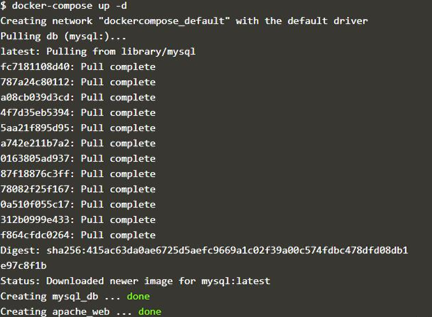 $ docker-compose up -d
Creating network "dockercompose_default" with the default driver
Pulling db (mysql:)...
latest: Pulling from library/mysql
fc7181108d40: Pull complete
787a24c80112: Pull complete
a08cb039d3cd: Pull complete
4f7d35eb5394: Pull complete
5aa21f895d95: Pull complete
a742e211b7a2: Pull complete
0163805ad937: Pull complete
87f18876c3ff: Pull complete
78082f25f167: Pull complete
0a510f055c17: Pull complete
312b0999e433: Pull complete
f864cfdc0264: Pull complete
Digest: sha256:415ac63da0ae6725d5aefc9669a1c02f39a00c574fdbc478dfd08db1
e97c8f1b
Status: Downloaded newer image for mysql:latest
Creating mysql_db ... done
Creating apache_web ... done